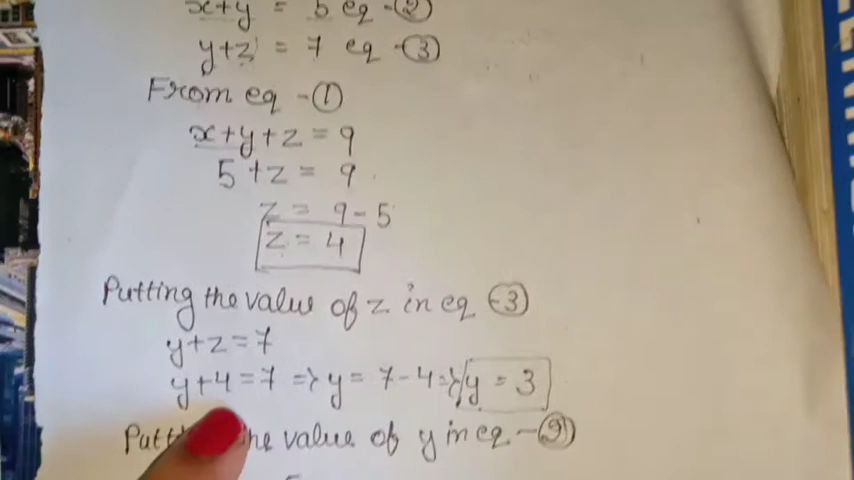 x+y = 5 eq -②
y+z = 7 eq -③
From eq -①
x+y+z = 9
5 +z = 9
z = 9-5
z = 4
Putting the value of z in eq -③
y+z=7
y+4=7 => y = 7-4 => y = 3
the value of y in eq -②